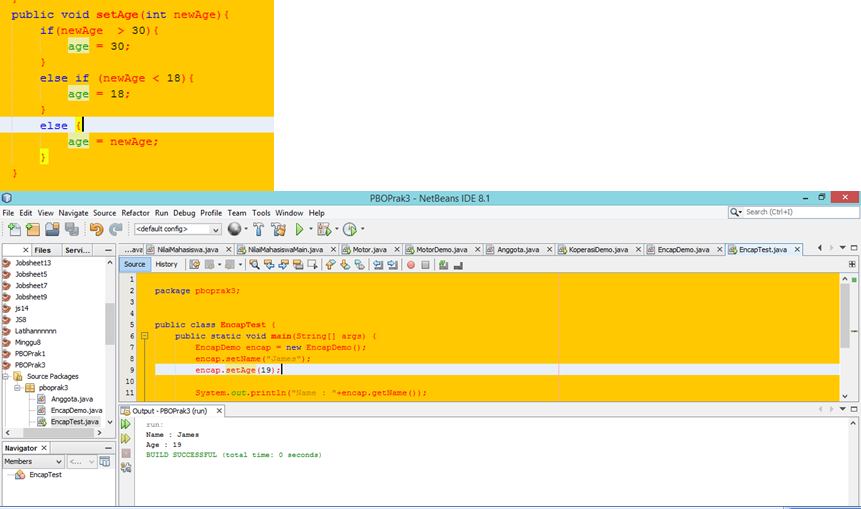 public void setAge(int newAge){
if(newAge > 30){
age = 30;
}
else if (newAge < 18){
age = 18;
}
else {
age = newAge;
}
}
PBOPrak3 - NetBeans IDE 8.1
File Edit View Navigate Source Refactor Run Debug Profile Team Tools Window Help
Search (Ctrl+I)
<default config>
Files Servi...
...ava NilaiMahasiswa.java NilaiMahasiswaMain.java Motor.java MotorDemo.java Anggota.java KoperasiDemo.java EncapDemo.java EncapTest.java
Source History
Jobsheet13
Jobsheet5
Jobsheet7
Jobsheet9
js14
JS8
Latihannnnnn
Minggu8
PBOPrak1
PBOPrak3
Source Packages
pboprak3
Anggota.java
EncapDemo.java
EncapTest.java
1
2 package pboprak3;
3
4
5 public class EncapTest {
6 public static void main(String[] args) {
7 EncapDemo encap = new EncapDemo();
8 encap.setName("James");
9 encap.setAge(19);
10
11 System.out.println("Name : "+encap.getName());
Output - PBOPrak3 (run)
run:
Name : James
Age : 19
BUILD SUCCESSFUL (total time: 0 seconds)
Navigator
Members <...
EncapTest